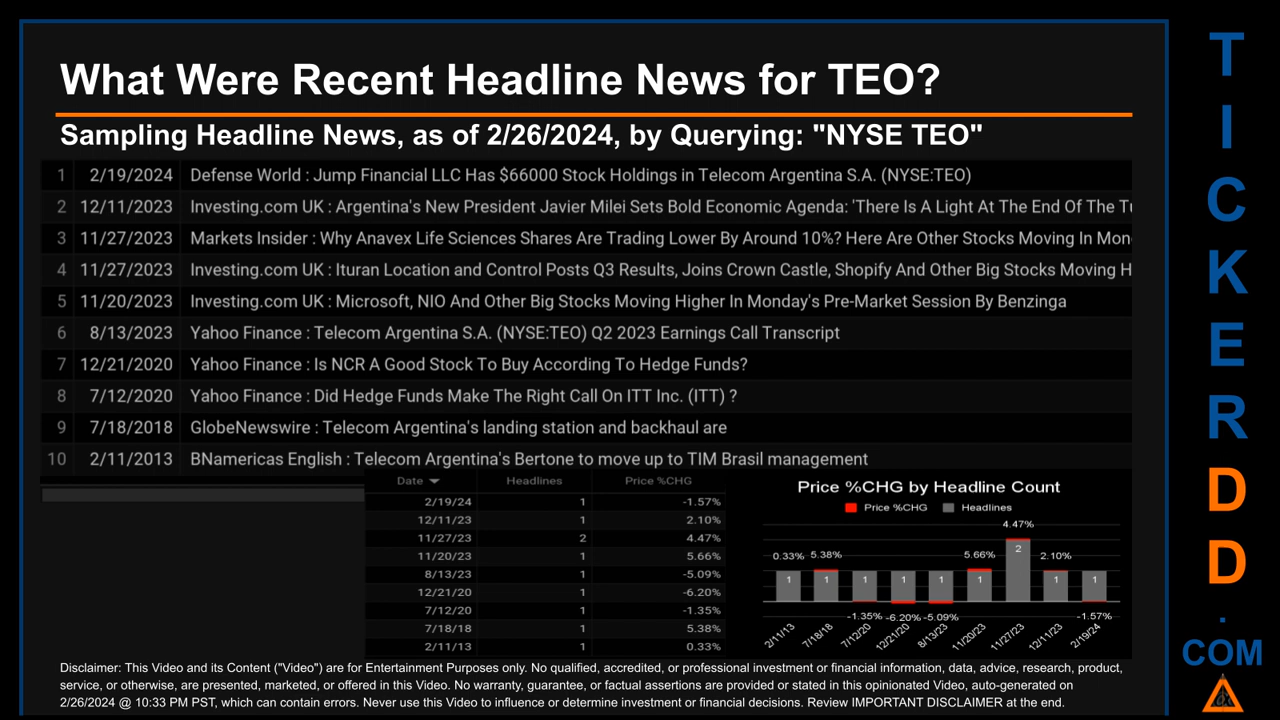 What Were Recent Headline News for TEO?
Sampling Headline News, as of 2/26/2024, by Querying: "NYSE TEO"
1 2/19/2024 Defense World : Jump Financial LLC Has $66000 Stock Holdings in Telecom Argentina S.A. (NYSE:TEO)
2 12/11/2023 Investing.com UK : Argentina's New President Javier Milei Sets Bold Economic Agenda: 'There Is A Light At The End Of The Tu
3 11/27/2023 Markets Insider : Why Anavex Life Sciences Shares Are Trading Lower By Around 10%? Here Are Other Stocks Moving In Mon
4 11/27/2023 Investing.com UK : Ituran Location and Control Posts Q3 Results, Joins Crown Castle, Shopify And Other Big Stocks Moving H
5 11/20/2023 Investing.com UK : Microsoft, NIO And Other Big Stocks Moving Higher In Monday's Pre-Market Session By Benzinga
6 8/13/2023 Yahoo Finance : Telecom Argentina S.A. (NYSE:TEO) Q2 2023 Earnings Call Transcript
7 12/21/2020 Yahoo Finance : Is NCR A Good Stock To Buy According To Hedge Funds?
8 7/12/2020 Yahoo Finance : Did Hedge Funds Make The Right Call On ITT Inc. (ITT) ?
9 7/18/2018 GlobeNewswire : Telecom Argentina's landing station and backhaul are
10 2/11/2013 BNamericas English : Telecom Argentina's Bertone to move up to TIM Brasil management
Date Headlines Price %CHG
2/19/24 1 -1.57%
12/11/23 1 2.10%
11/27/23 2 4.47%
11/20/23 1 5.66%
8/13/23 1 -5.09%
12/21/20 1 -6.20%
7/12/20 1 -1.35%
7/18/18 1 5.38%
2/11/13 1 0.33%
Price %CHG by Headline Count
Price %CHG Headlines
4.47%
0.33% 5.38% 5.66% 2.10%
2
1 1 1 1 1 1 1 1
-1.35% -6.20% -5.09% -1.57%
2/11/13 7/18/18 7/12/20 12/21/20 8/13/23 11/20/23 11/27/23 12/11/23 2/19/24
Disclaimer: This Video and its Content ("Video") are for Entertainment Purposes only. No qualified, accredited, or professional investment or financial information, data, advice, research, product,
service, or otherwise, are presented, marketed, or offered in this Video. No warranty, guarantee, or factual assertions are provided or stated in this opinionated Video, auto-generated on
2/26/2024 @ 10:33 PM PST, which can contain errors. Never use this Video to influence or determine investment or financial decisions. Review IMPORTANT DISCLAIMER at the end.
T
I
C
K
E
R
D
D
.
COM